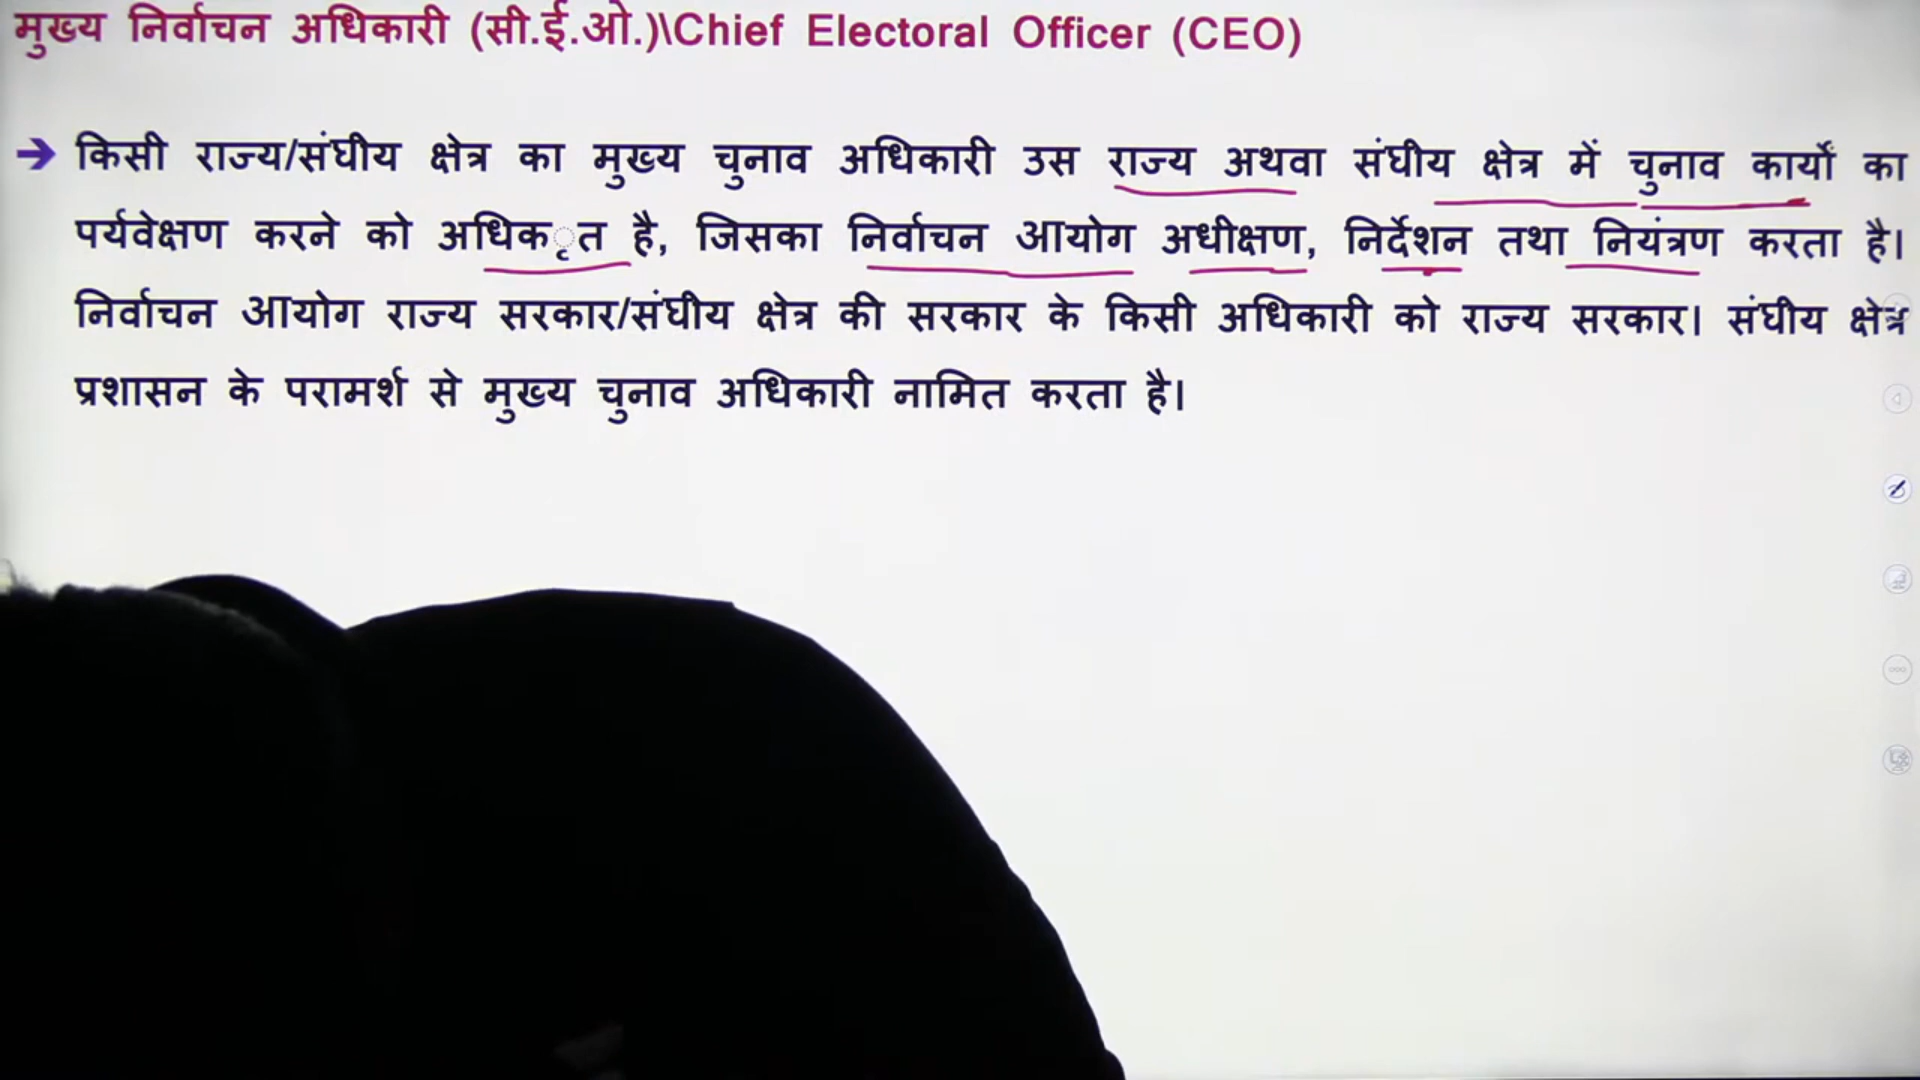 मुख्य निर्वाचन अधिकारी (सी.ई.ओ.)\Chief Electoral Officer (CEO)
➔ किसी राज्य/संघीय क्षेत्र का मुख्य चुनाव अधिकारी उस राज्य अथवा संघीय क्षेत्र में चुनाव कार्यों का
पर्यवेक्षण करने को अधिकृत है, जिसका निर्वाचन आयोग अधीक्षण, निर्देशन तथा नियंत्रण करता है।
निर्वाचन आयोग राज्य सरकार/संघीय क्षेत्र की सरकार के किसी अधिकारी को राज्य सरकार। संघीय क्षेत्र
प्रशासन के परामर्श से मुख्य चुनाव अधिकारी नामित करता है।